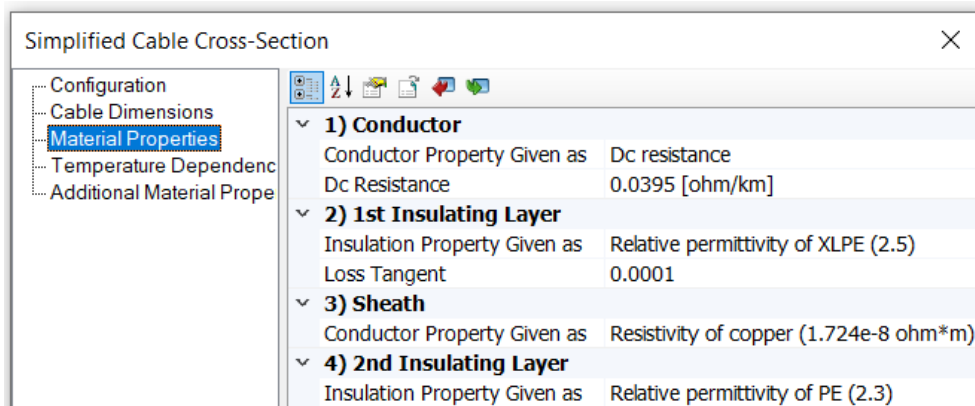 Simplified Cable Cross-Section
Configuration
Cable Dimensions
Material Properties
Temperature Dependenc
Additional Material Prope
1) Conductor
Conductor Property Given as Dc resistance
Dc Resistance 0.0395 [ohm/km]
2) 1st Insulating Layer
Insulation Property Given as Relative permittivity of XLPE (2.5)
Loss Tangent 0.0001
3) Sheath
Conductor Property Given as Resistivity of copper (1.724e-8 ohm*m)
4) 2nd Insulating Layer
Insulation Property Given as Relative permittivity of PE (2.3)